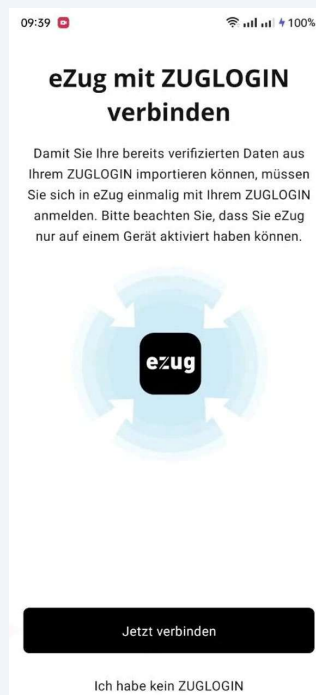 09:39
100%
eZug mit ZUGLOGIN
verbinden
Damit Sie Ihre bereits verifizierten Daten aus
Ihrem ZUGLOGIN importieren können, müssen
Sie sich in eZug einmalig mit Ihrem ZUGLOGIN
anmelden. Bitte beachten Sie, dass Sie eZug
nur auf einem Gerät aktiviert haben können.
ezug
Jetzt verbinden
Ich habe kein ZUGLOGIN